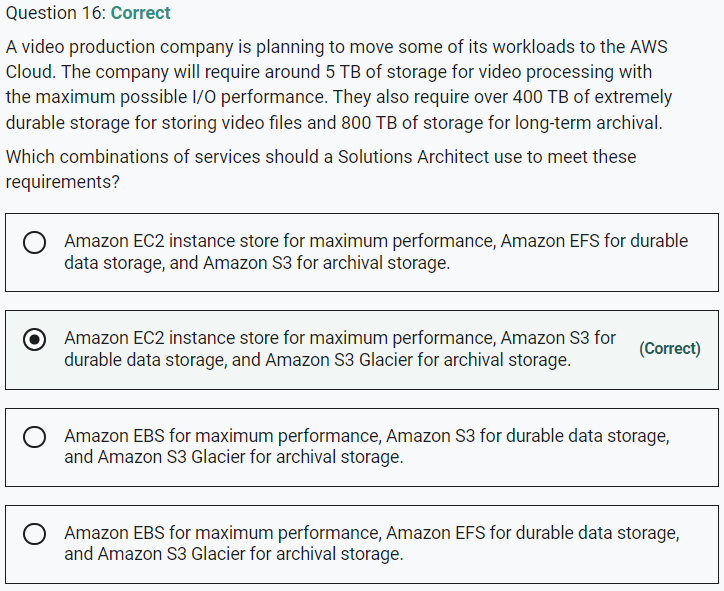 Question 16: Correct
A video production company is planning to move some of its workloads to the AWS
Cloud. The company will require around 5 TB of storage for video processing with
the maximum possible I/O performance. They also require over 400 TB of extremely
durable storage for storing video files and 800 TB of storage for long-term archival.
Which combinations of services should a Solutions Architect use to meet these
requirements?
Amazon EC2 instance store for maximum performance, Amazon EFS for durable
data storage, and Amazon S3 for archival storage.
Amazon EC2 instance store for maximum performance, Amazon S3 for
durable data storage, and Amazon S3 Glacier for archival storage.
(Correct)
Amazon EBS for maximum performance, Amazon S3 for durable data storage,
and Amazon S3 Glacier for archival storage.
Amazon EBS for maximum performance, Amazon EFS for durable data storage,
and Amazon S3 Glacier for archival storage.